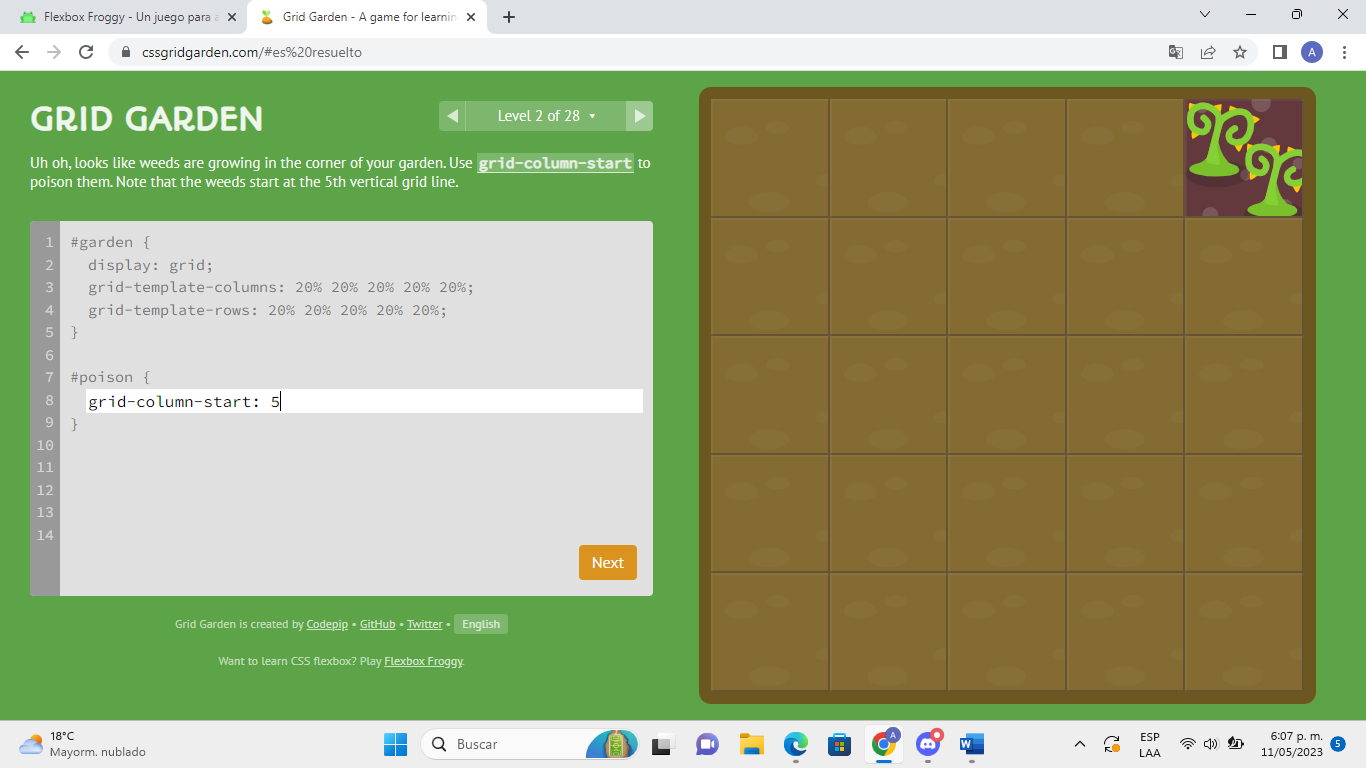 Flexbox Froggy - Un juego para a
Grid Garden - A game for learnin
cssgridgarden.com/#es%20resuelto
A
GRID GARDEN
Level 2 of 28
Uh oh, looks like weeds are growing in the corner of your garden. Use grid-column-start to
poison them. Note that the weeds start at the 5th vertical grid line.
1 #garden {
2 display: grid;
3 grid-template-columns: 20% 20% 20% 20% 20%;
4 grid-template-rows: 20% 20% 20% 20% 20%;
5 }
6
7 #poison {
8 grid-column-start: 5
9 }
10
11
12
13
14
Next
Grid Garden is created by Codepip • GitHub • Twitter • English
Want to learn CSS flexbox? Play Flexbox Froggy.
18°C
Mayorm. nublado
Buscar
A
W
ESP
LAA
6:07 p. m.
11/05/2023
5